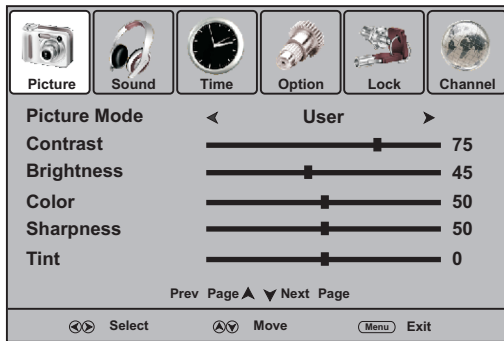 Picture Sound Time Option Lock Channel
Picture Mode User
Contrast 75
Brightness 45
Color 50
Sharpness 50
Tint 0
Prev Page Next Page
Select Move Menu Exit